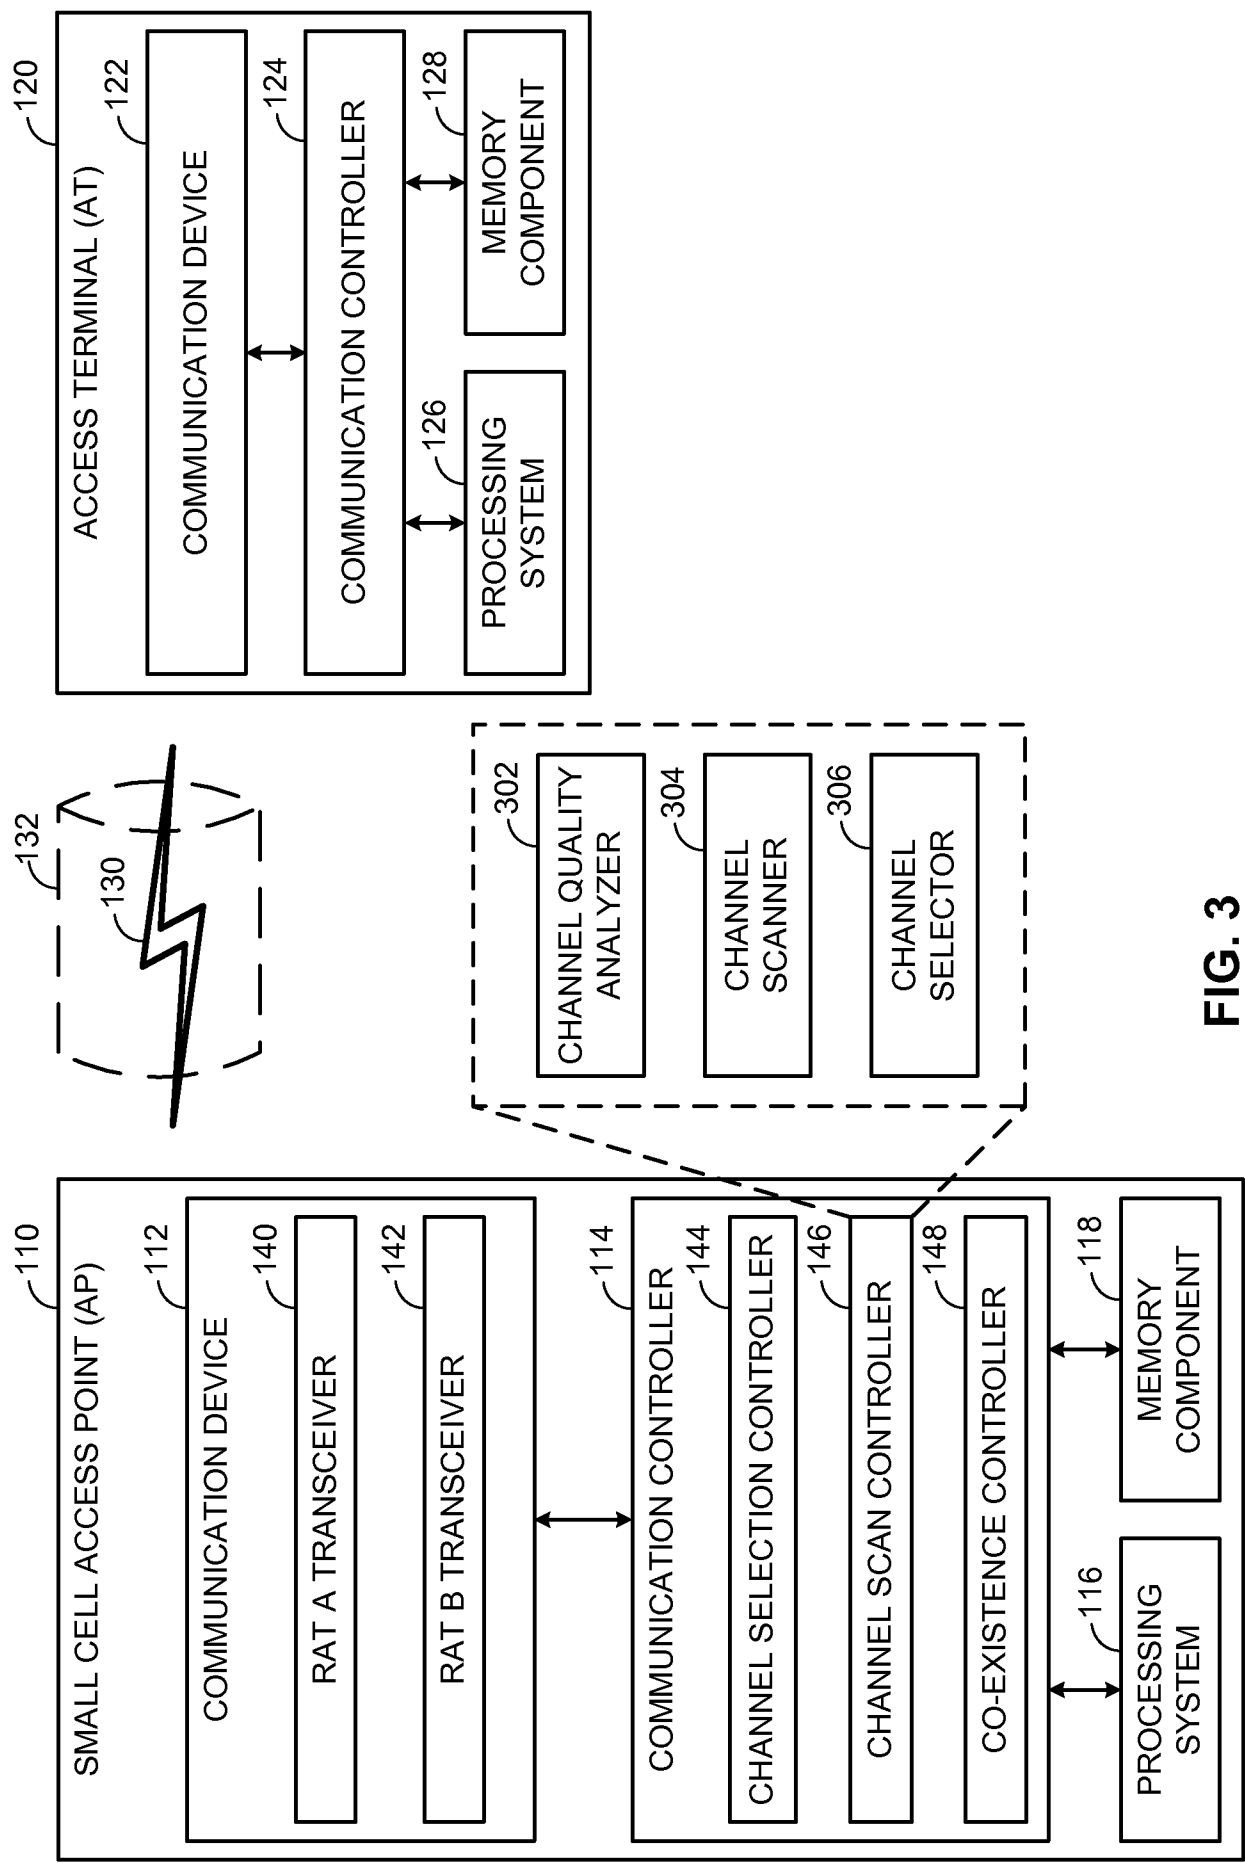 110
SMALL CELL ACCESS POINT (AP)
112
COMMUNICATION DEVICE
140
RAT A TRANSCEIVER
142
RAT B TRANSCEIVER
114
COMMUNICATION CONTROLLER
144
CHANNEL SELECTION CONTROLLER
146
CHANNEL SCAN CONTROLLER
148
CO-EXISTENCE CONTROLLER
116
PROCESSING
SYSTEM
118
MEMORY
COMPONENT
132
130
302
CHANNEL QUALITY
ANALYZER
304
CHANNEL
SCANNER
306
CHANNEL
SELECTOR
120
ACCESS TERMINAL (AT)
122
COMMUNICATION DEVICE
124
COMMUNICATION CONTROLLER
126
PROCESSING
SYSTEM
128
MEMORY
COMPONENT
FIG. 3